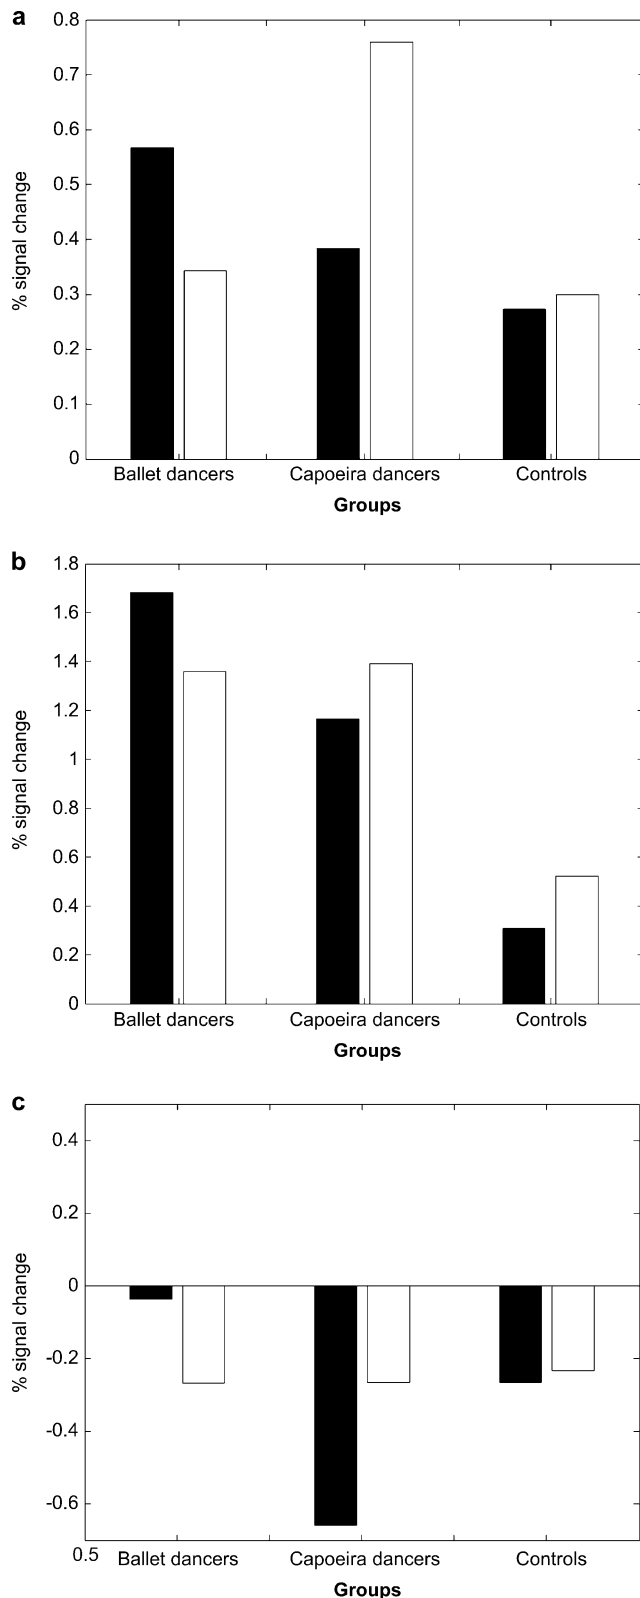 a
0.8
0.7
0.6
0.5
0.4
0.3
0.2
0.1
0
% signal change
Ballet dancers Capoeira dancers Controls
Groups
b
1.8
1.6
1.4
1.2
1
0.8
0.6
0.4
0.2
0
% signal change
Ballet dancers Capoeira dancers Controls
Groups
c
0.4
0.2
0
-0.2
-0.4
-0.6
% signal change
0.5 Ballet dancers Capoeira dancers Controls
Groups